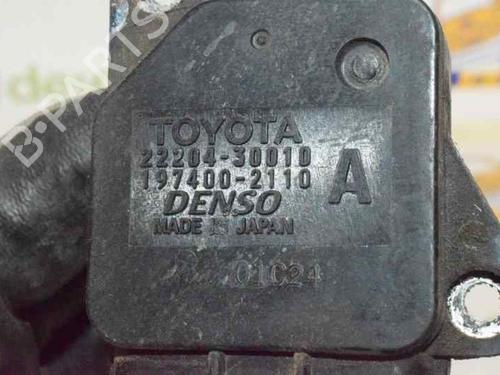 TOYOTA
22204-30010
197400-2110
A
DENSO
MADE IN JAPAN
01C24
B-PARTS